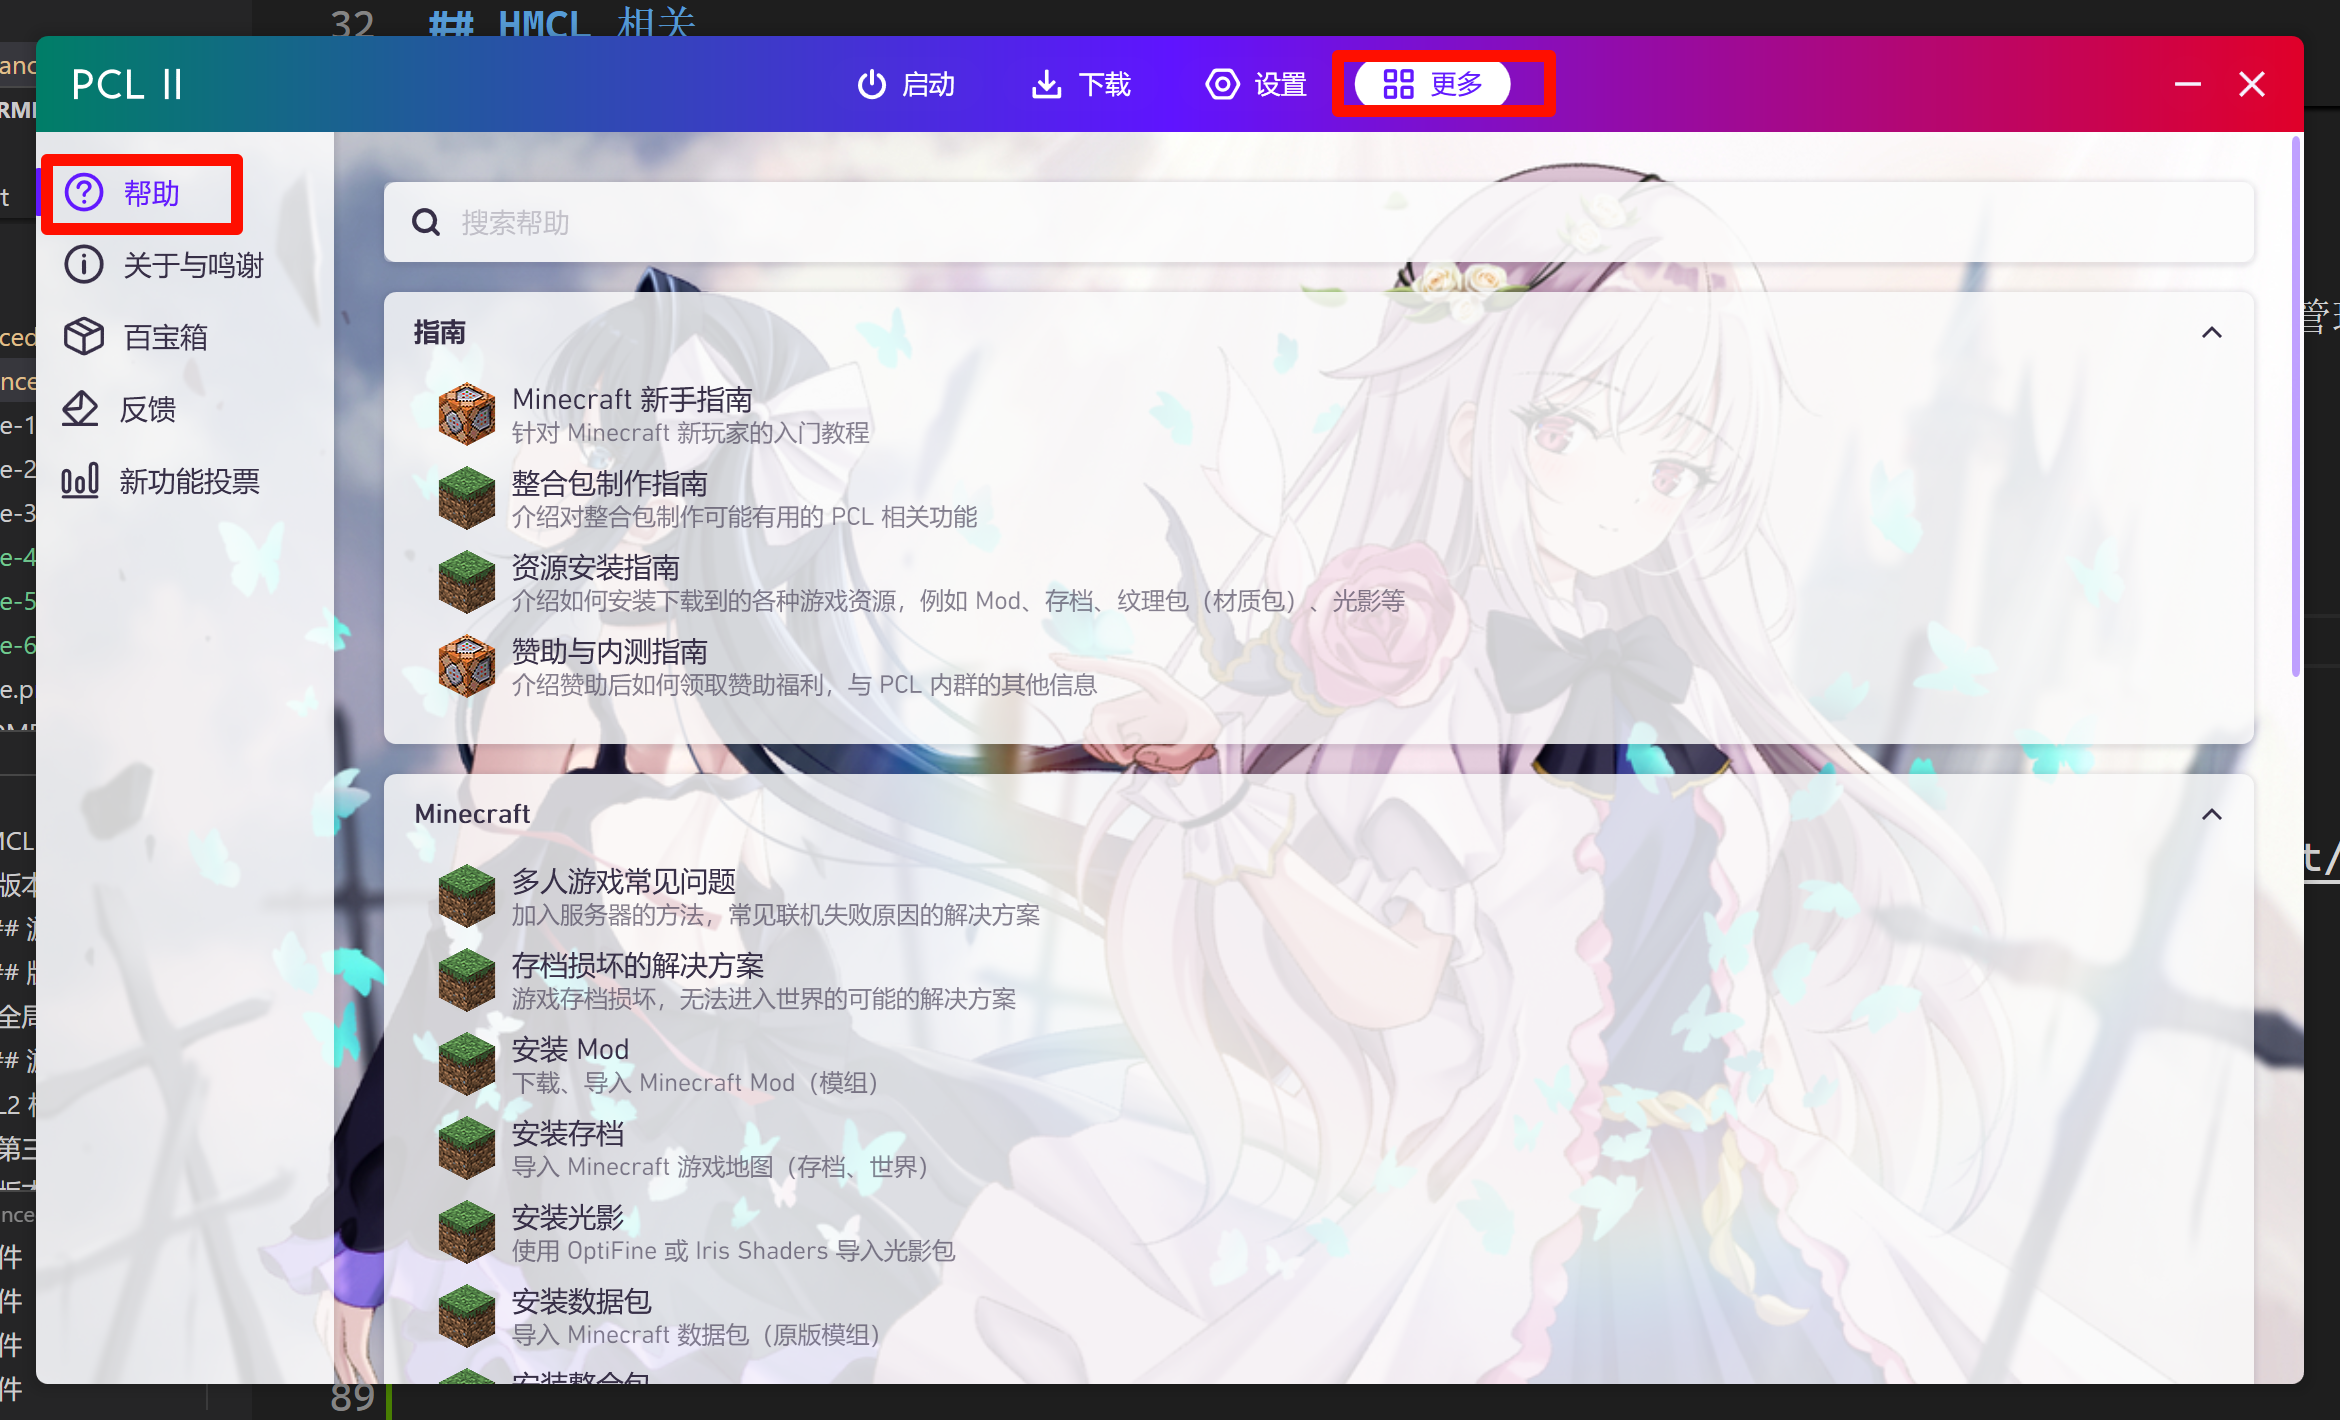 32 ## HMCL 相关
PCL II
启动
下载
设置
更多
帮助
关于与鸣谢
百宝箱
反馈
新功能投票
搜索帮助
指南
Minecraft 新手指南
针对 Minecraft 新玩家的入门教程
整合包制作指南
介绍对整合包制作可能有用的 PCL 相关功能
资源安装指南
介绍如何安装下载到的各种游戏资源，例如 Mod、存档、纹理包（材质包）、光影等
赞助与内测指南
介绍赞助后如何领取赞助福利，与 PCL 内群的其他信息
Minecraft
多人游戏常见问题
加入服务器的方法，常见联机失败原因的解决方案
存档损坏的解决方案
游戏存档损坏，无法进入世界的可能的解决方案
安装 Mod
下载、导入 Minecraft Mod（模组）
安装存档
导入 Minecraft 游戏地图（存档、世界）
安装光影
使用 OptiFine 或 Iris Shaders 导入光影包
安装数据包
导入 Minecraft 数据包（原版模组）
安装整合包
89